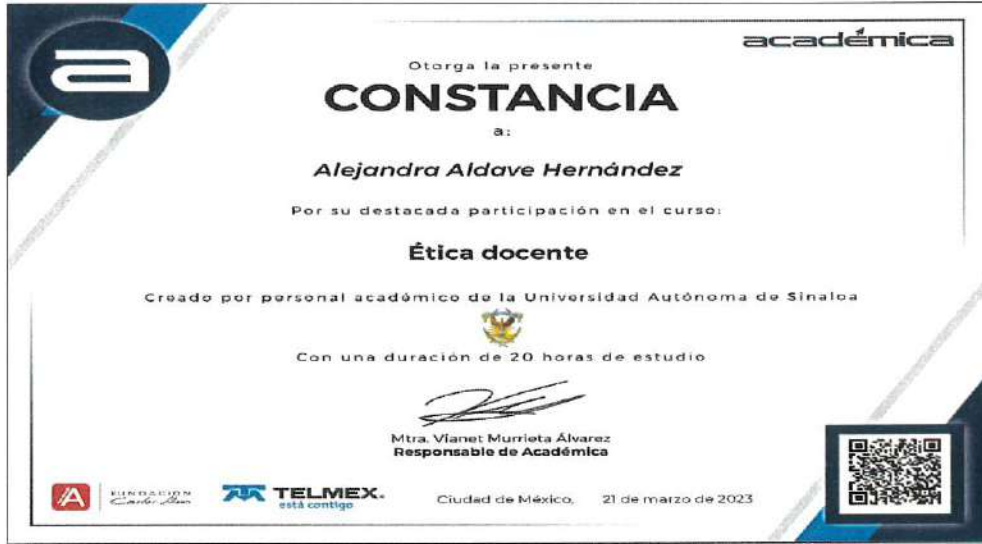 a
académica
Otorga la presente
CONSTANCIA
a:
Alejandra Aldave Hernández
Por su destacada participación en el curso:
Ética docente
Creado por personal académico de la Universidad Autónoma de Sinaloa
Con una duración de 20 horas de estudio
Mtra. Vianet Murrieta Álvarez
Responsable de Académica
A
FUNDACIÓN
Carlos Slim
TELMEX®
está contigo
Ciudad de México, 21 de marzo de 2023